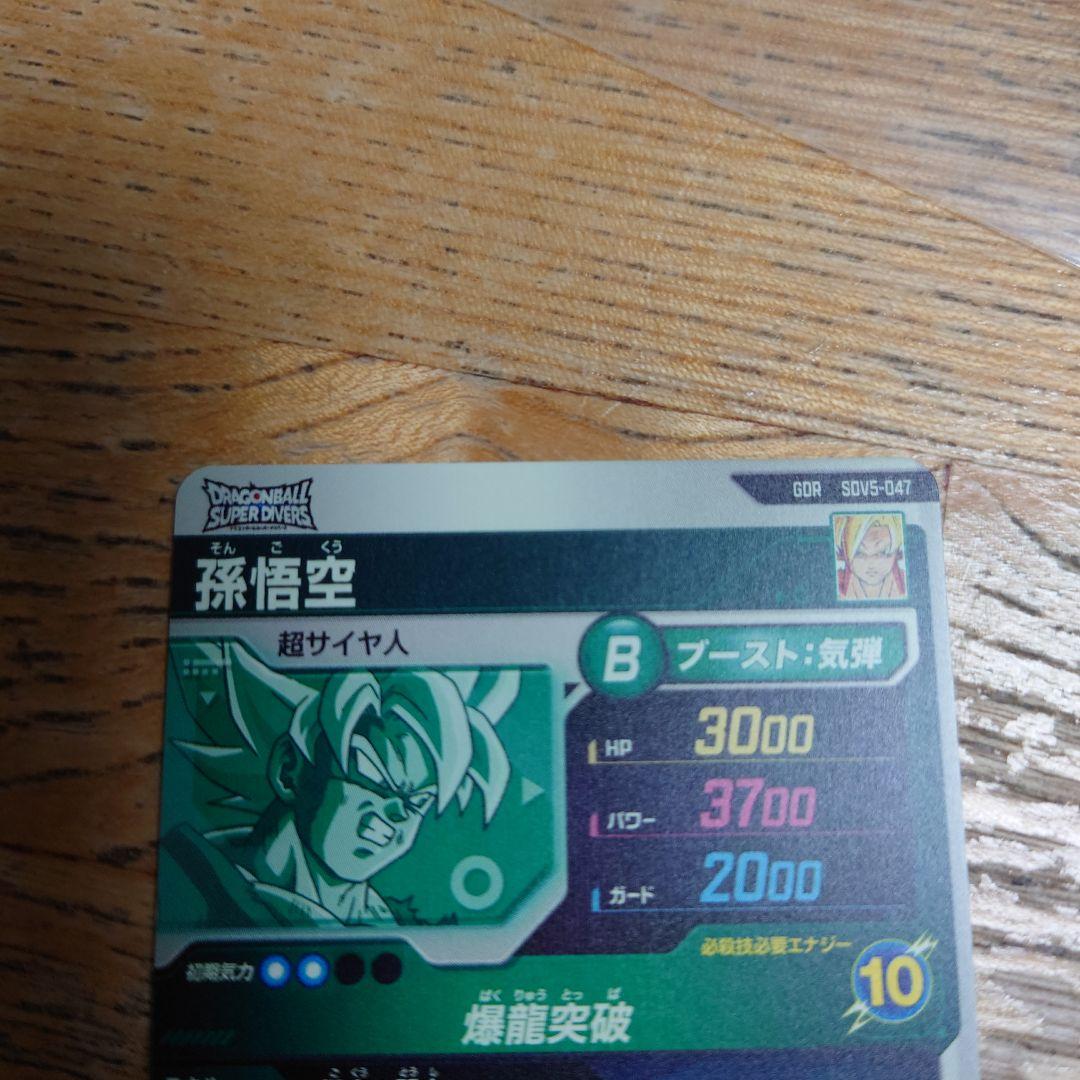 DRAGONBALL
SUPER DIVERS
GDR SDV5-047
そん ご くう
孫悟空
超サイヤ人
B ブースト:気弾
HP 3000
パワー 3700
ガード 2000
必殺技必要エナジー
10
初期気力
ばく りゅう とっ ぱ
爆龍突破